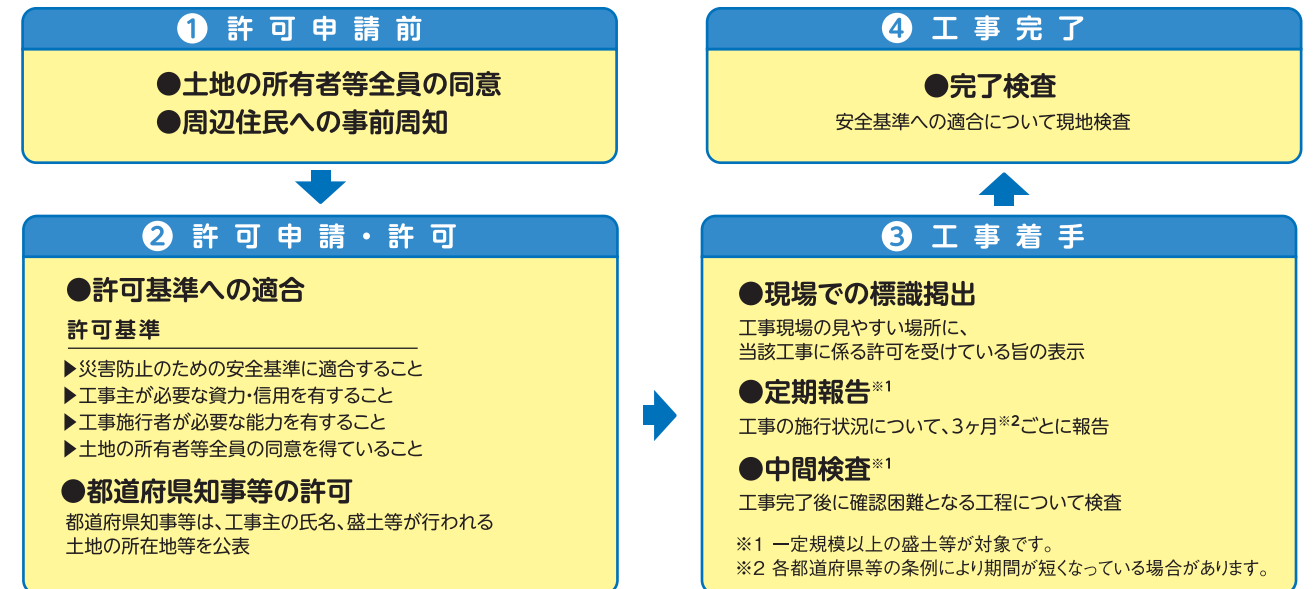 ❶ 許可申請前
●土地の所有者等全員の同意
●周辺住民への事前周知
❷ 許可申請・許可
●許可基準への適合
許可基準
▶災害防止のための安全基準に適合すること
▶工事主が必要な資力・信用を有すること
▶工事施行者が必要な能力を有すること
▶土地の所有者等全員の同意を得ていること
●都道府県知事等の許可
都道府県知事等は、工事主の氏名、盛土等が行われる
土地の所在地等を公表
❸ 工事着手
●現場での標識掲出
工事現場の見やすい場所に、
当該工事に係る許可を受けている旨の表示
●定期報告※1
工事の施行状況について、3ヶ月※2ごとに報告
●中間検査※1
工事完了後に確認困難となる工程について検査
※1 一定規模以上の盛土等が対象です。
※2 各都道府県等の条例により期間が短くなっている場合があります。
❹ 工事完了
●完了検査
安全基準への適合について現地検査